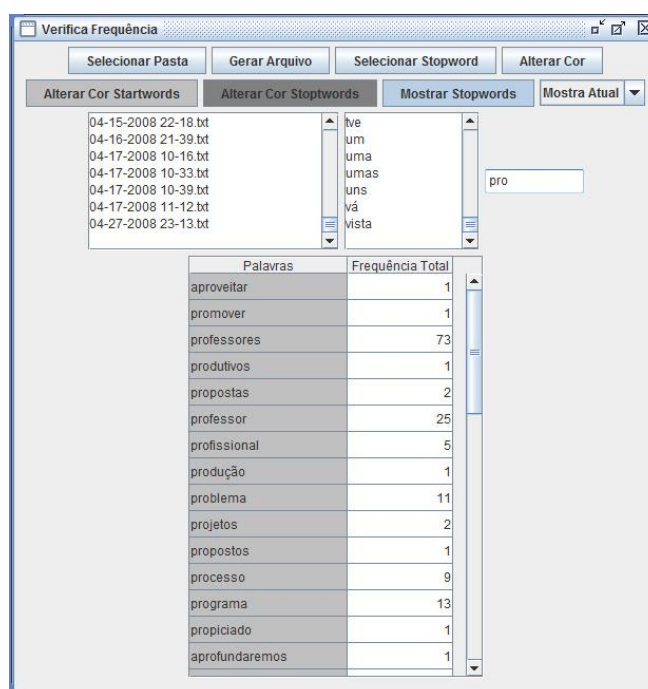 Verifica Frequência
Selecionar Pasta Gerar Arquivo Selecionar Stopword Alterar Cor
Alterar Cor Startwords Alterar Cor Stoptwords Mostrar Stopwords Mostra Atual
04-15-2008 22-18.txt
04-16-2008 21-39.txt
04-17-2008 10-16.txt
04-17-2008 10-33.txt
04-17-2008 10-39.txt
04-17-2008 11-12.txt
04-27-2008 23-13.txt
tve
um
uma
umas
uns
vá
vista
pro
Palavras Frequência Total
aproveitar 1
promover 1
professores 73
produtivos 1
propostas 2
professor 25
profissional 5
produção 1
problema 11
projetos 2
propostos 1
processo 9
programa 13
propiciado 1
aprofundaremos 1